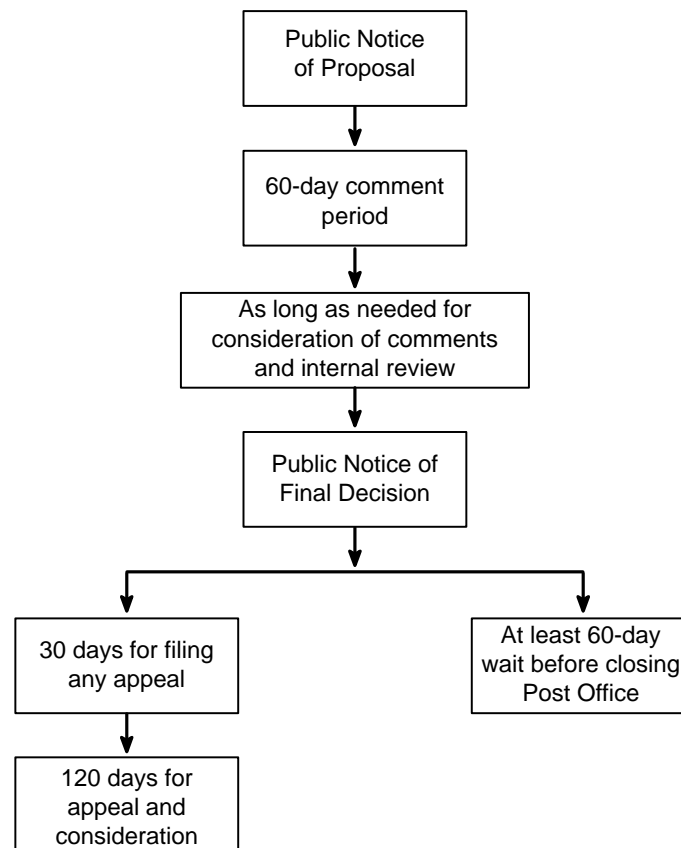 Public Notice
of Proposal
60-day comment
period
As long as needed for
consideration of comments
and internal review
Public Notice of
Final Decision
30 days for filing
any appeal
At least 60-day
wait before closing
Post Office
120 days for
appeal and
consideration